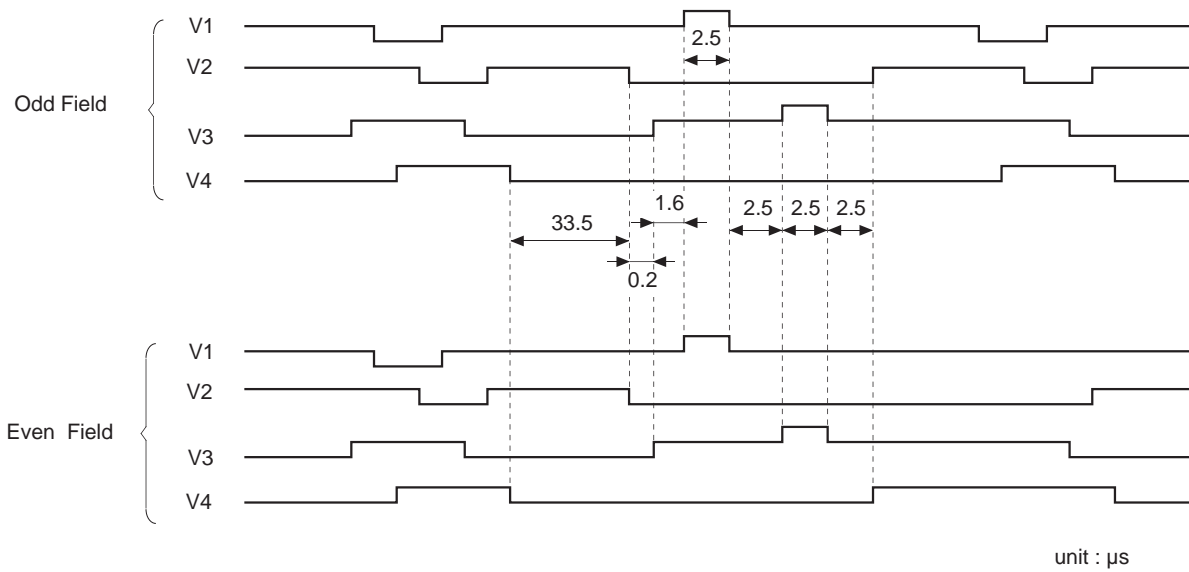 Odd Field
V1
2.5
V2
V3
V4
33.5
1.6
2.5 2.5 2.5
0.2
Even Field
V1
V2
V3
V4
unit : μs